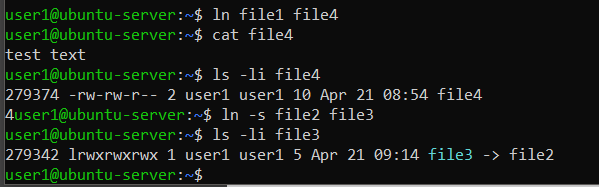 user1@ubuntu-server:~$ ln file1 file4
user1@ubuntu-server:~$ cat file4
test text
user1@ubuntu-server:~$ ls -li file4
279374 -rw-rw-r-- 2 user1 user1 10 Apr 21 08:54 file4
4user1@ubuntu-server:~$ ln -s file2 file3
user1@ubuntu-server:~$ ls -li file3
279342 lrwxrwxrwx 1 user1 user1 5 Apr 21 09:14 file3 -> file2
user1@ubuntu-server:~$